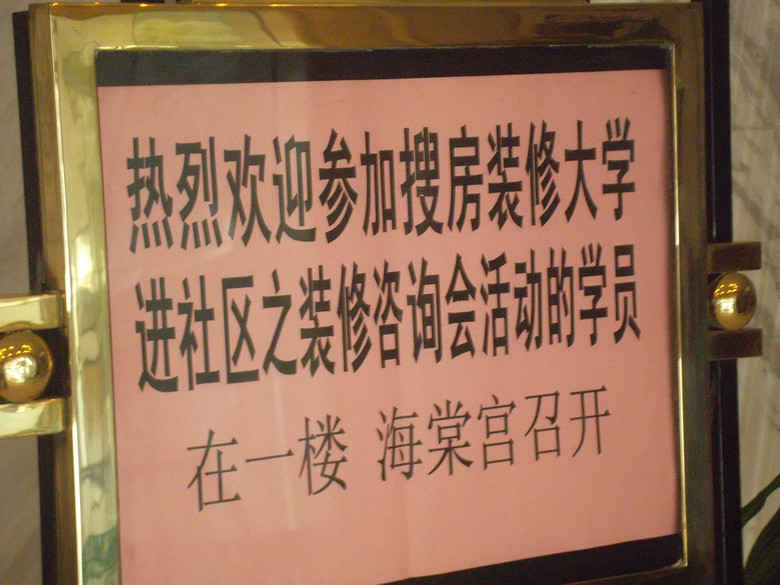 热烈欢迎参加搜房装修大学
进社区之装修咨询会活动的学员
在一楼 海棠宫召开